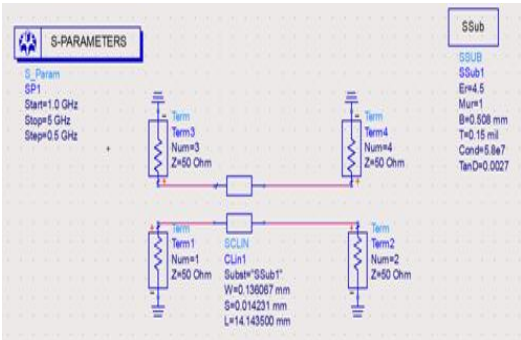 S-PARAMETERS
S_Param
SP1
Start=1.0 GHz
Stop=5 GHz
Step=0.5 GHz
Term
Term3
Num=3
Z=50 Ohm
Term
Term4
Num=4
Z=50 Ohm
SSub
SSUB
SSub1
Er=4.5
Mur=1
B=0.508 mm
T=0.15 mil
Cond=5.8e7
TanD=0.0027
Term
Term1
Num=1
Z=50 Ohm
SCLIN
CLin1
Subst="SSub1"
W=0.136067 mm
S=0.014231 mm
L=14.143500 mm
Term
Term2
Num=2
Z=50 Ohm